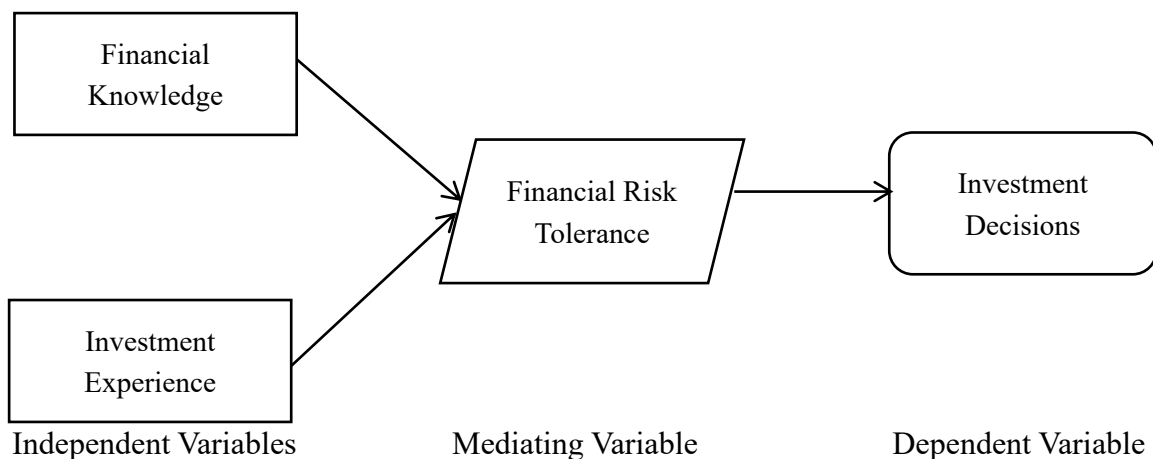 Financial
Knowledge
Financial Risk
Tolerance
Investment
Decisions
Investment
Experience
Independent Variables
Mediating Variable
Dependent Variable